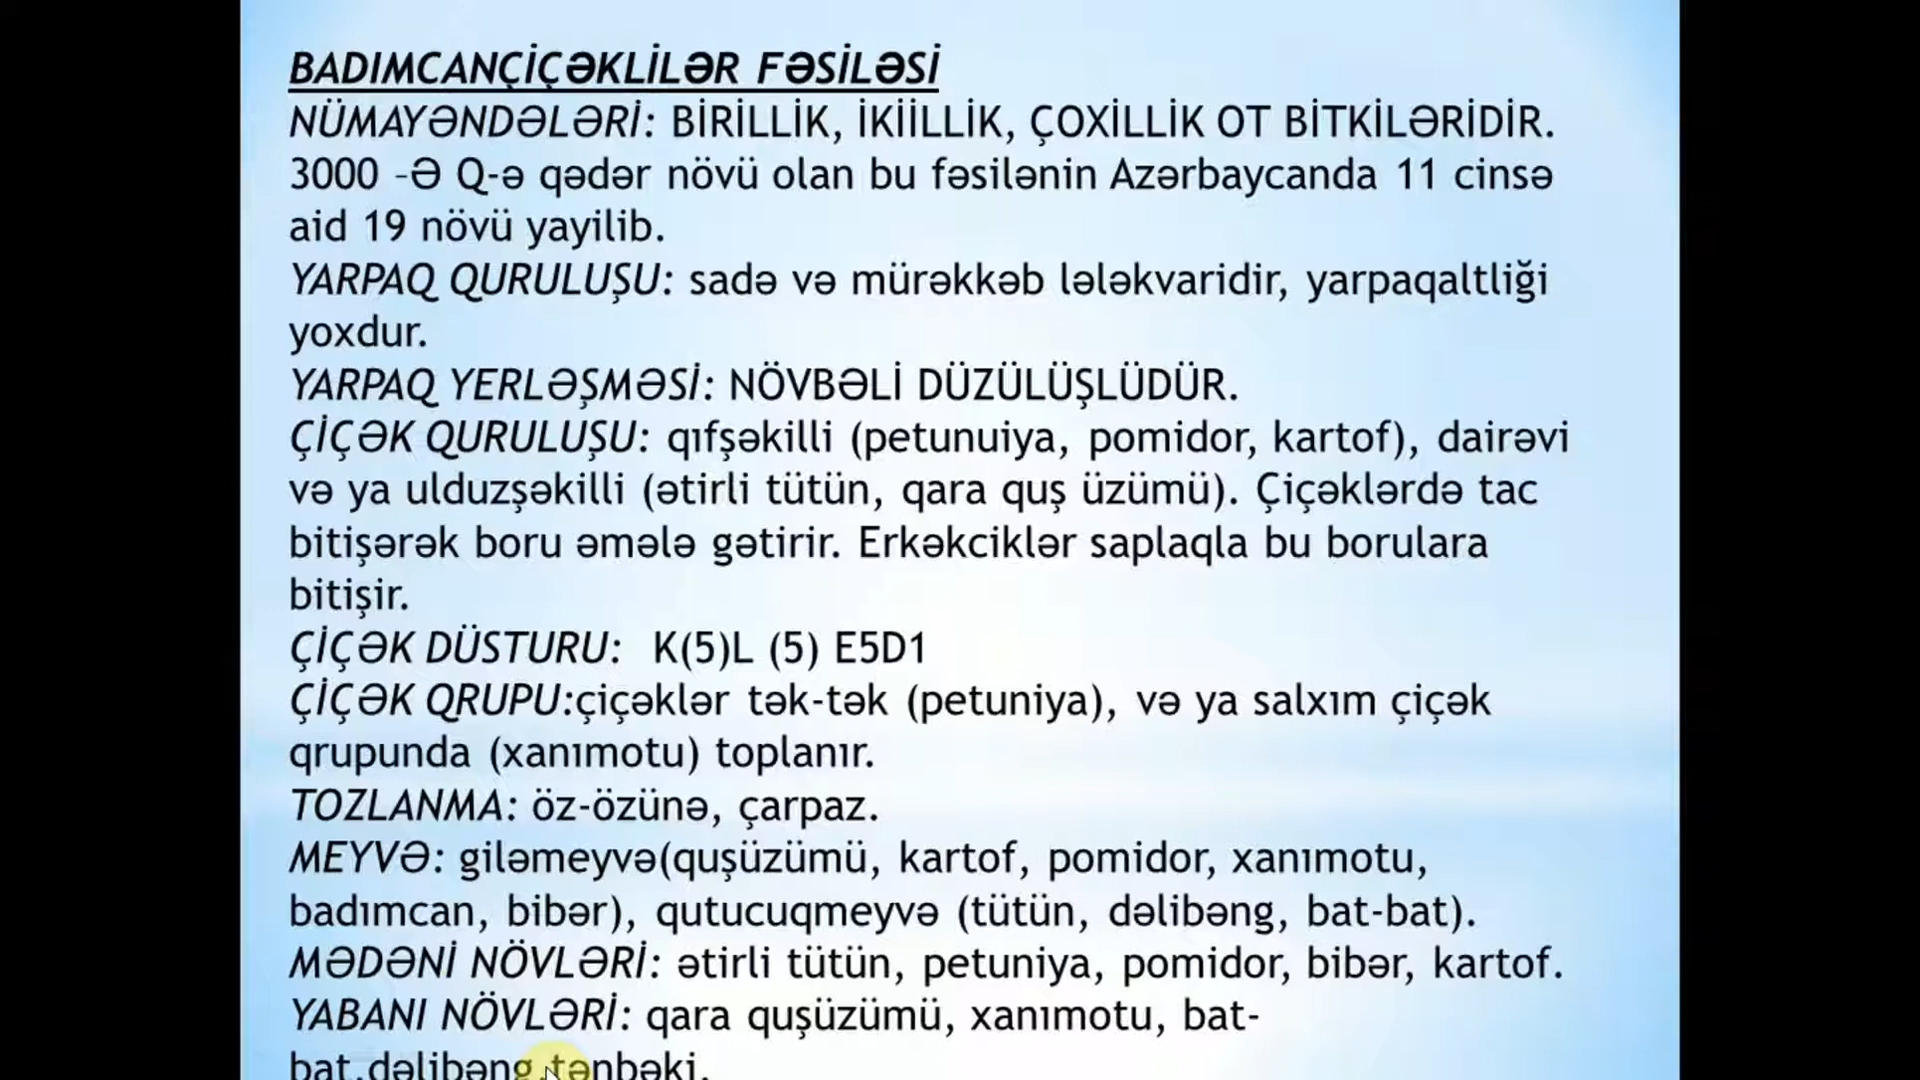 BADIMCANÇİÇƏKLİLƏR FƏSİLƏSİ
NÜMAYƏNDƏLƏRİ: BİRİLLİK, İKİİLLİK, ÇOXİLLİK OT BİTKİLƏRİDİR.
3000 –Ə Q-ə qədər növü olan bu fəsilənin Azərbaycanda 11 cinsə
aid 19 növü yayilib.
YARPAQ QURULUŞU: sadə və mürəkkəb lələkvaridir, yarpaqaltliği
yoxdur.
YARPAQ YERLƏŞMƏSİ: NÖVBƏLİ DÜZÜLÜŞLÜDÜR.
ÇİÇƏK QURULUŞU: qıfşəkilli (petunuiya, pomidor, kartof), dairəvi
və ya ulduzşəkilli (ətirli tütün, qara quş üzümü). Çiçəklərdə tac
bitişərək boru əmələ gətirir. Erkəkciklər saplaqla bu borulara
bitişir.
ÇİÇƏK DÜSTURU: K(5)L (5) E5D1
ÇİÇƏK QRUPU:çiçəklər tək-tək (petuniya), və ya salxım çiçək
qrupunda (xanımotu) toplanır.
TOZLANMA: öz-özünə, çarpaz.
MEYVƏ: giləmeyvə(quşüzümü, kartof, pomidor, xanımotu,
badımcan, bibər), qutucuqmeyvə (tütün, dəlibəng, bat-bat).
MƏDƏNİ NÖVLƏRİ: ətirli tütün, petuniya, pomidor, bibər, kartof.
YABANI NÖVLƏRİ: qara quşüzümü, xanımotu, bat-
bat,dəlibəng,tənbəki.